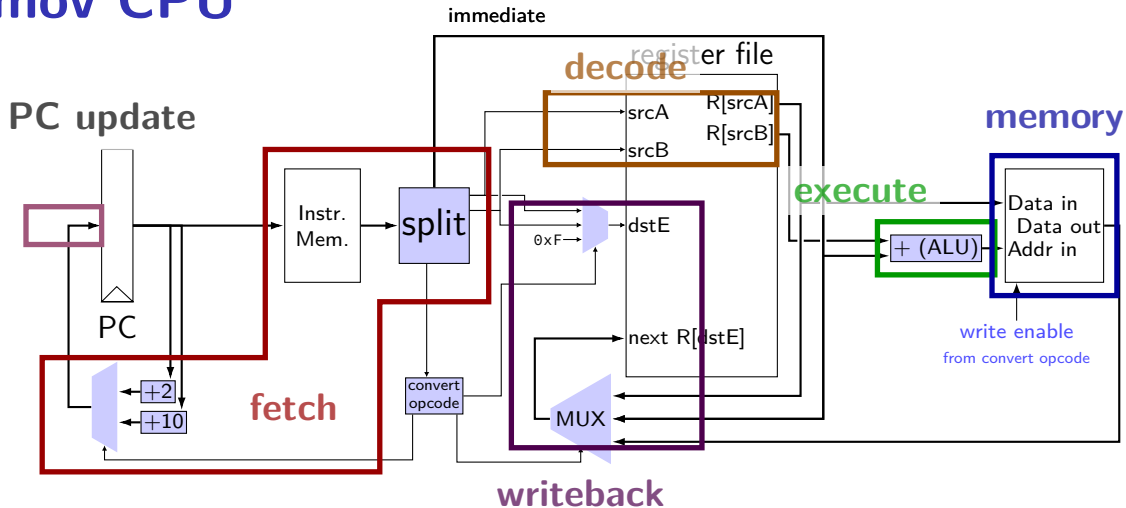 mov CPU
immediate
register file
decode
PC update
R[srcA]
memory
srcA
R[srcB]
srcB
execute
Instr.
Mem.
split
Data in
Data out
dstE
0xF
+ (ALU)
Addr in
PC
next R[dstE]
write enable
from convert opcode
+2
convert
opcode
fetch
+10
MUX
writeback